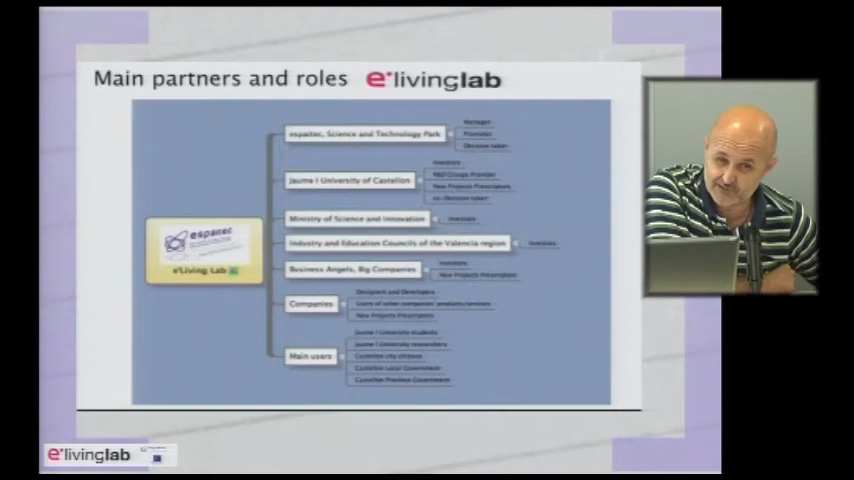 Main partners and roles e·livinglab
espaitec, Science and Technology Park
Manager
Promoter
Decision taker
Jaume I University of Castellon
Investors
R&D Groups Provider
New Projects Prescriptors
co-Decision taker
Ministry of Science and Innovation
Investors
Industry and Education Councils of the Valencia region
Investors
Business Angels, Big Companies
Investors
New Projects Prescriptors
Companies
Designers and Developers
Users of other companies' products/services
New Projects Prescriptors
Main users
Jaume I University students
Jaume I University researchers
Castellon city citizens
Castellon Local Government
Castellon Province Government
espaitec
e'Living Lab
e·livinglab